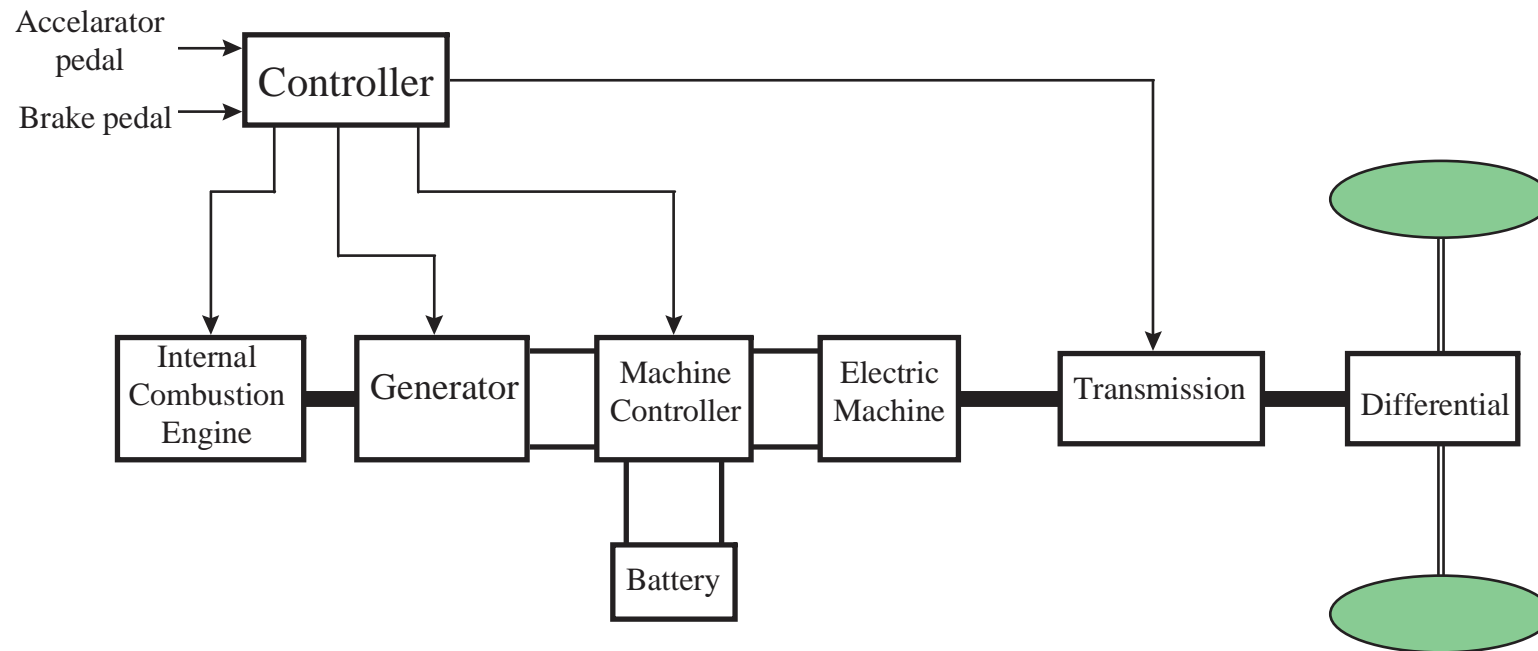 Accelarator
pedal
Controller
Brake pedal
Internal
Combustion
Engine
Generator
Machine
Controller
Electric
Machine
Transmission
Differential
Battery